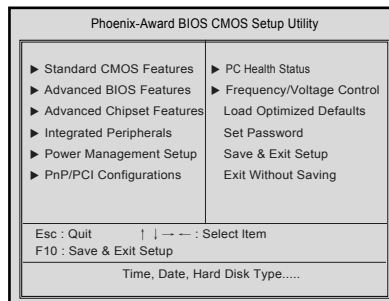 Phoenix-Award BIOS CMOS Setup Utility
▶ Standard CMOS Features
▶ Advanced BIOS Features
▶ Advanced Chipset Features
▶ Integrated Peripherals
▶ Power Management Setup
▶ PnP/PCI Configurations
▶ PC Health Status
▶ Frequency/Voltage Control
Load Optimized Defaults
Set Password
Save & Exit Setup
Exit Without Saving
Esc : Quit ↑ ↓ → ← : Select Item
F10 : Save & Exit Setup
Time, Date, Hard Disk Type.....